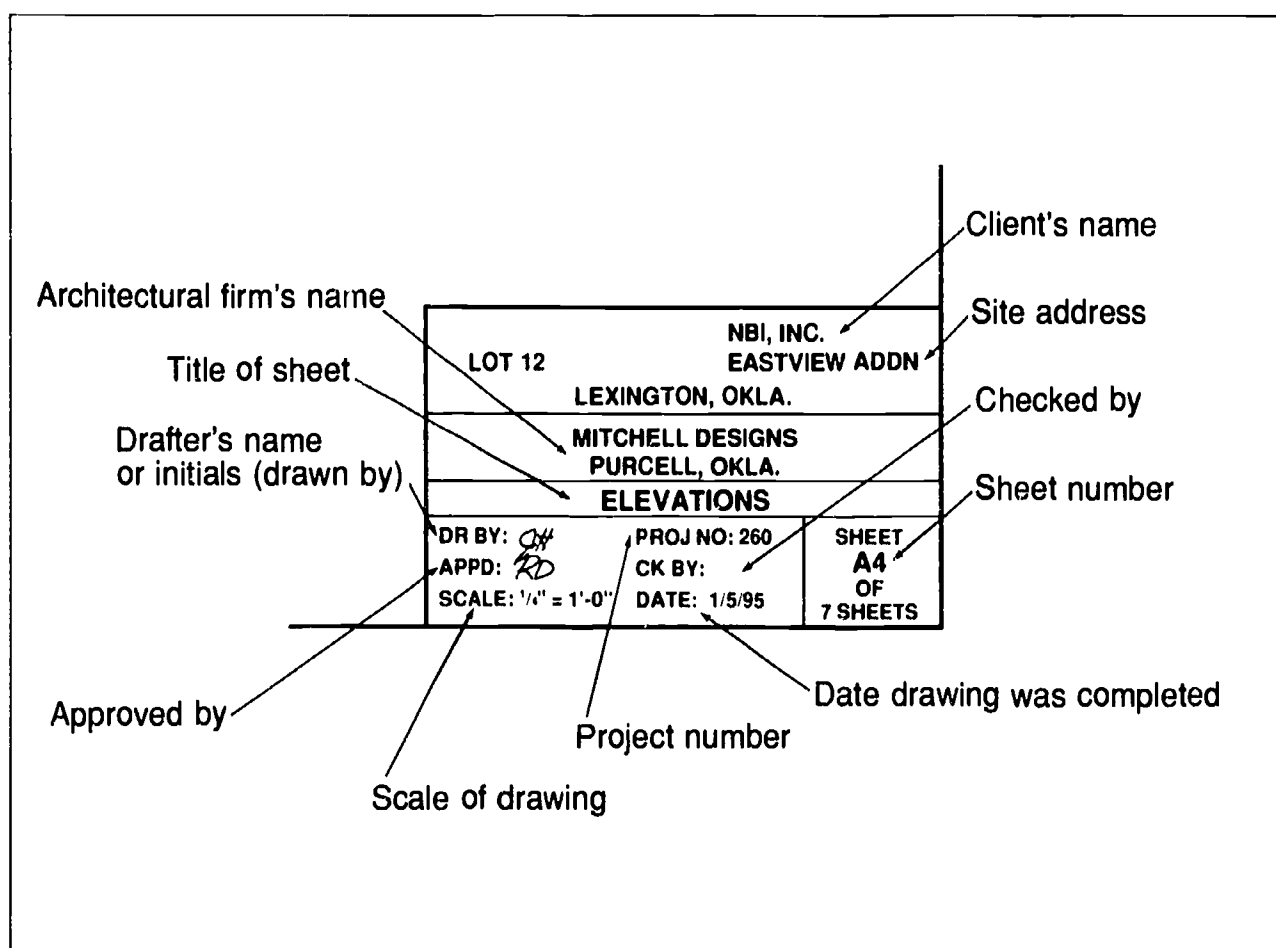 Client's name
Architectural firm's name
Site address
NBI, INC.
LOT 12 EASTVIEW ADDN
Title of sheet
LEXINGTON, OKLA.
Checked by
Drafter's name
or initials (drawn by)
MITCHELL DESIGNS
PURCELL, OKLA.
ELEVATIONS
Sheet number
DR BY: PROJ NO: 260 SHEET
APPD: RD CK BY: A4
OF
SCALE: 1/4" = 1'-0" DATE: 1/5/95
7 SHEETS
Approved by
Date drawing was completed
Project number
Scale of drawing